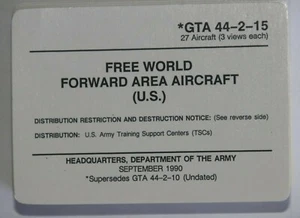 *GTA 44-2-15
27 Aircraft (3 views each)
FREE WORLD
FORWARD AREA AIRCRAFT
(U.S.)
DISTRIBUTION RESTRICTION AND DESTRUCTION NOTICE: (See reverse side)
DISTRIBUTION: U.S. Army Training Support Centers (TSCs)
HEADQUARTERS, DEPARTMENT OF THE ARMY
SEPTEMBER 1990
*Supersedes GTA 44-2-10 (Undated)